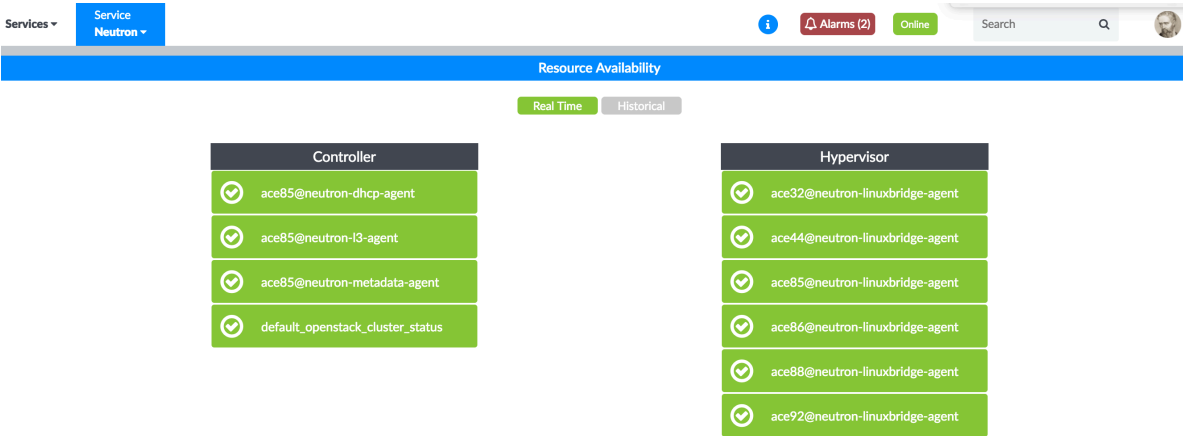 Services
Service
Neutron
i
Alarms (2)
Online
Search
Resource Availability
Real Time
Historical
Controller
ace85@neutron-dhcp-agent
ace85@neutron-l3-agent
ace85@neutron-metadata-agent
default_openstack_cluster_status
Hypervisor
ace32@neutron-linuxbridge-agent
ace44@neutron-linuxbridge-agent
ace85@neutron-linuxbridge-agent
ace86@neutron-linuxbridge-agent
ace88@neutron-linuxbridge-agent
ace92@neutron-linuxbridge-agent